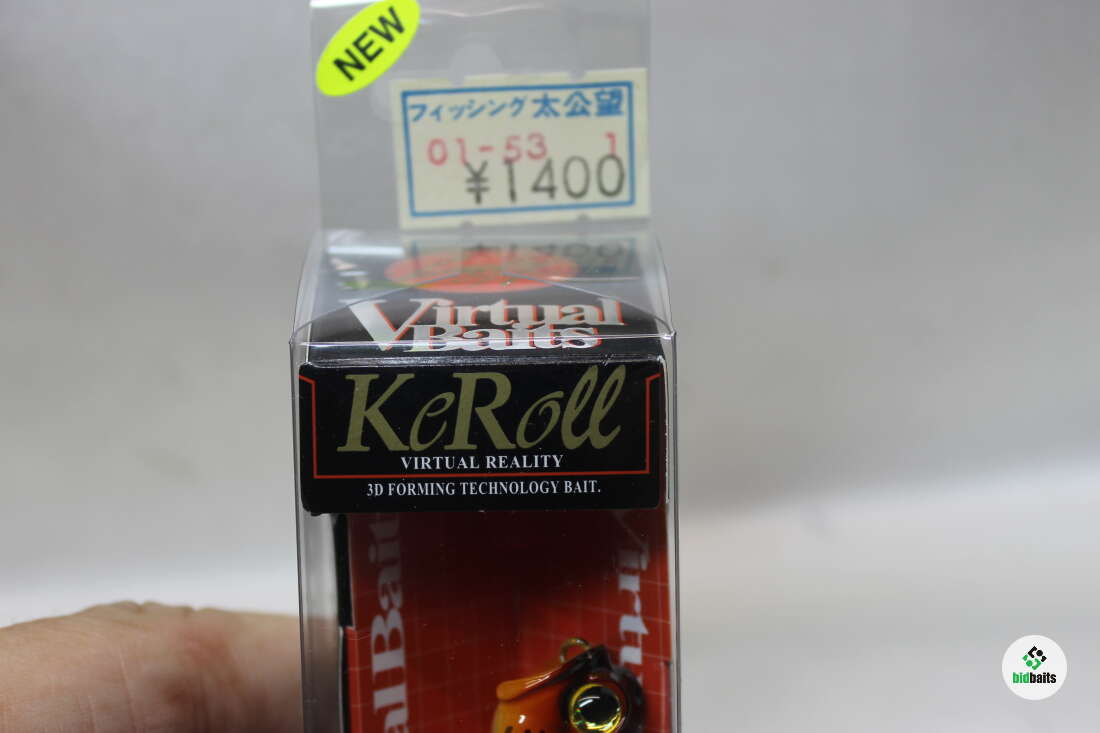 NEW
フィッシング 太公望
01-53 1
¥1400
Virtual
Baits
KeRoll
VIRTUAL REALITY
3D FORMING TECHNOLOGY BAIT.
bidbaits